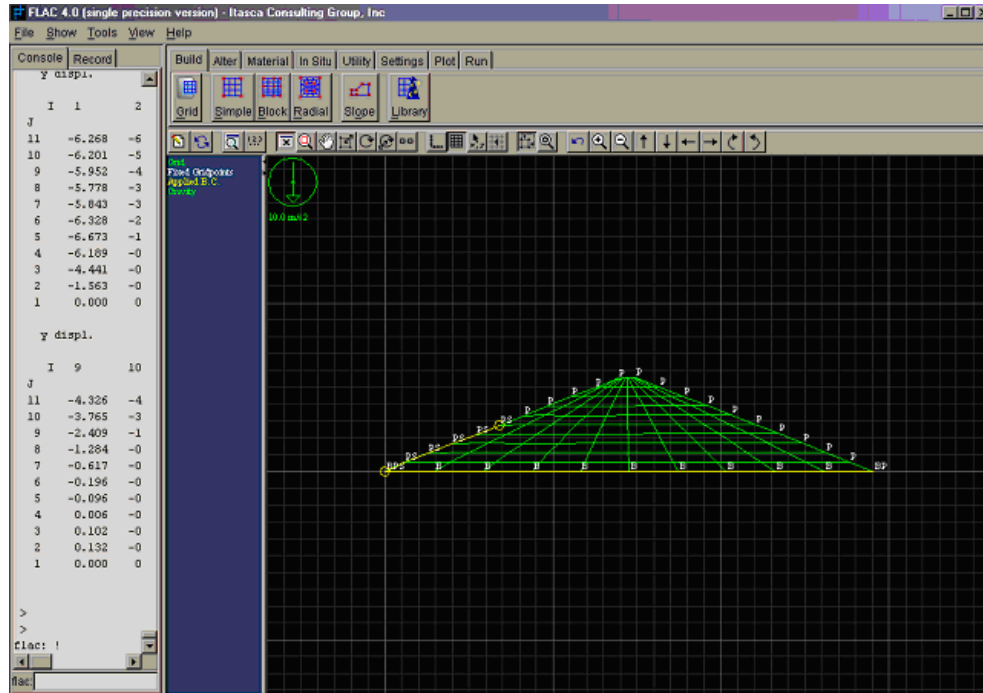 FLAC 4.0 (single precision version) - Itasca Consulting Group, Inc
File Show Tools View Help
Console Record
Build Alter Material In Situ Utility Settings Plot Run
Grid Simple Block Radial Slope Library
y displ.
I 1 2
J
11 -6.268 -6
10 -6.201 -5
9 -5.952 -4
8 -5.778 -3
7 -5.843 -3
6 -6.328 -2
5 -6.673 -1
4 -6.189 -0
3 -4.441 -0
2 -1.563 -0
1 0.000 0
y displ.
I 9 10
J
11 -4.326 -4
10 -3.765 -3
9 -2.409 -1
8 -1.284 -0
7 -0.617 -0
6 -0.196 -0
5 -0.096 -0
4 0.006 -0
3 0.102 -0
2 0.132 -0
1 0.000 0
>
>
flac: !
flac:
Grid
Fixed Gridpoints
Applied B.C.
Gravity
P P
P P
P P
PS P P
PS P
PS P
PS P
BPS B B B B B B B B B BP